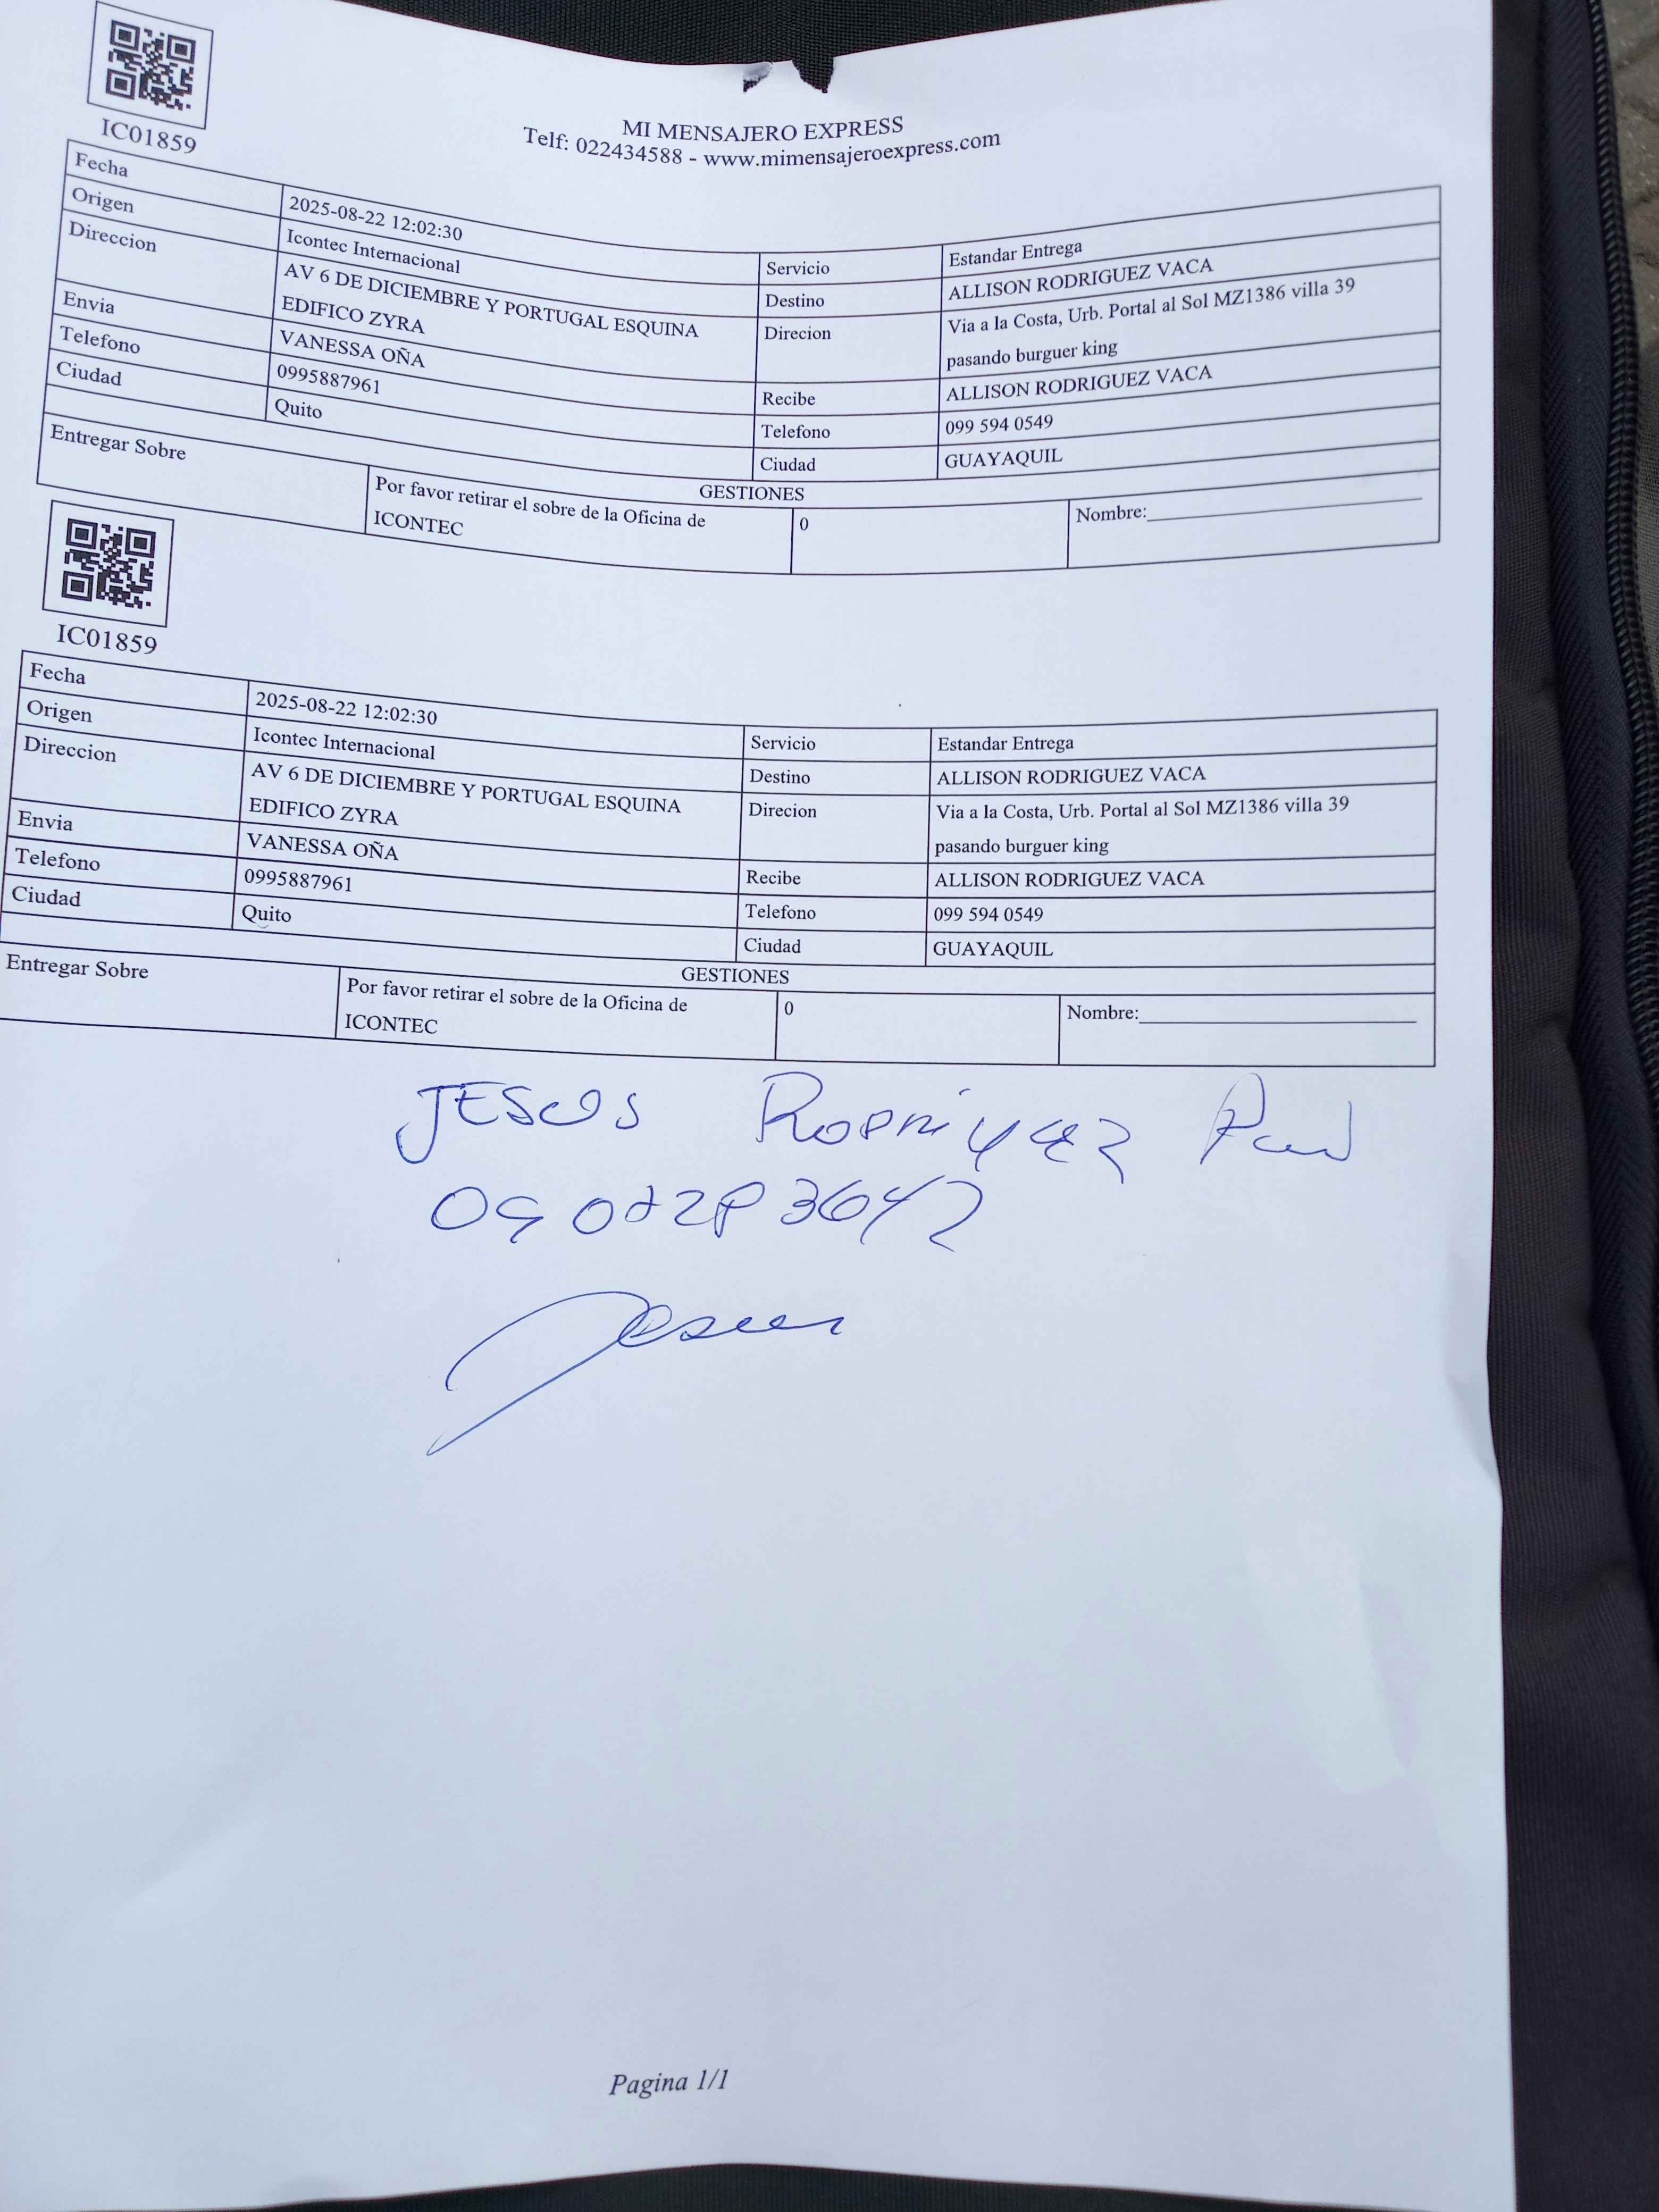 IC01859
MI MENSAJERO EXPRESS
Telf: 022434588 - www.mimensajeroexpress.com
Fecha 2025-08-22 12:02:30 Servicio Estandar Entrega
Origen Icontec Internacional Destino ALLISON RODRIGUEZ VACA
Direccion AV 6 DE DICIEMBRE Y PORTUGAL ESQUINA Direcion Via a la Costa, Urb. Portal al Sol MZ1386 villa 39
EDIFICO ZYRA pasando burguer king
Envia VANESSA OÑA Recibe ALLISON RODRIGUEZ VACA
Telefono 0995887961 Telefono 099 594 0549
Ciudad Quito Ciudad GUAYAQUIL
GESTIONES
Entregar Sobre Por favor retirar el sobre de la Oficina de 0 Nombre:
ICONTEC
IC01859
Fecha 2025-08-22 12:02:30 Servicio Estandar Entrega
Origen Icontec Internacional Destino ALLISON RODRIGUEZ VACA
Direccion AV 6 DE DICIEMBRE Y PORTUGAL ESQUINA Direcion Via a la Costa, Urb. Portal al Sol MZ1386 villa 39
EDIFICO ZYRA pasando burguer king
Envia VANESSA OÑA Recibe ALLISON RODRIGUEZ VACA
Telefono 0995887961 Telefono 099 594 0549
Ciudad Quito Ciudad GUAYAQUIL
GESTIONES
Entregar Sobre Por favor retirar el sobre de la Oficina de 0 Nombre:
ICONTEC
JESUS Rodriguez
Pagina 1/1